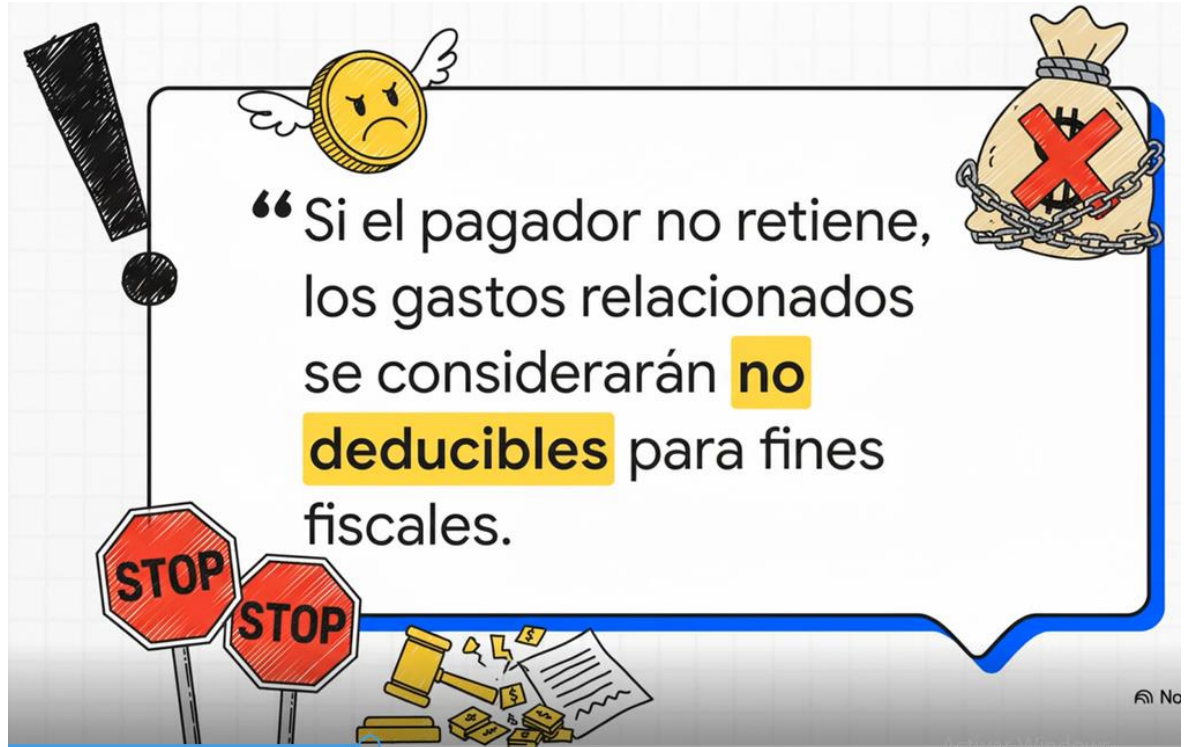 “ Si el pagador no retiene,
los gastos relacionados
se considerarán no
deducibles para fines
fiscales.
STOP
STOP
No